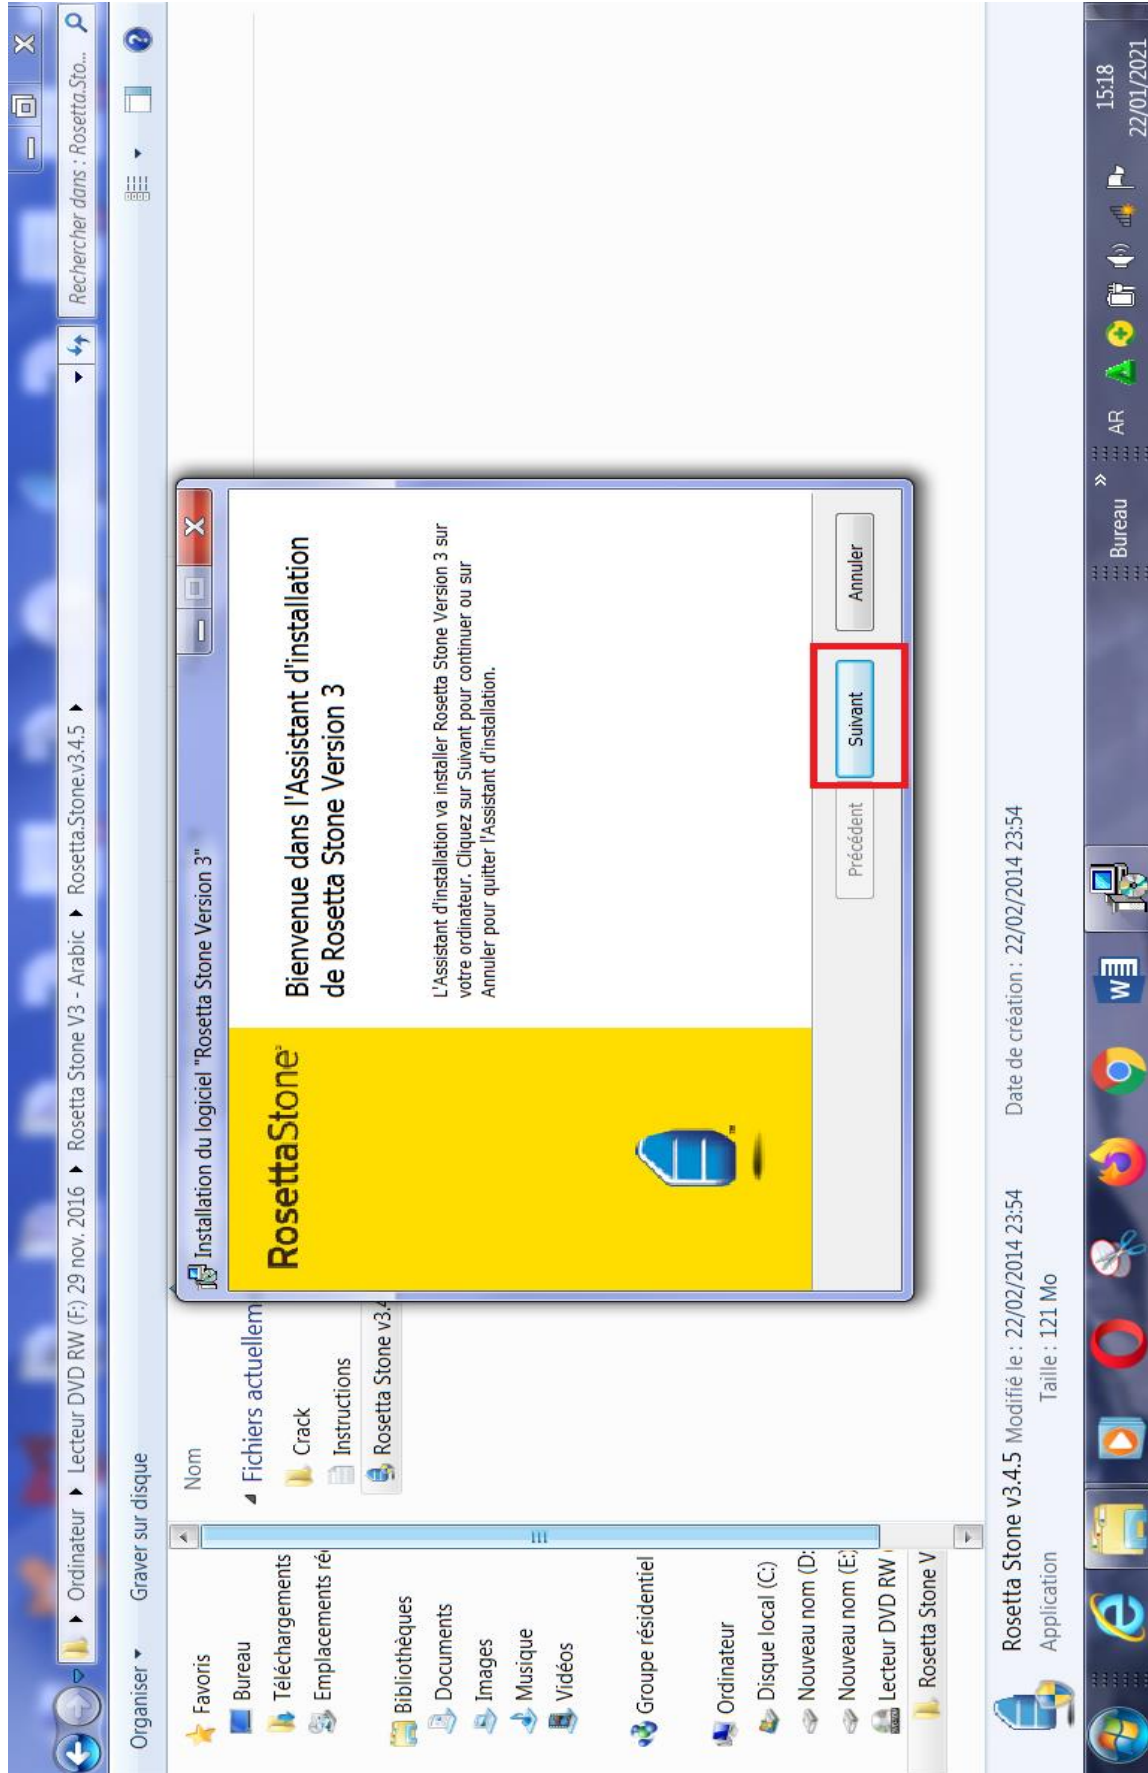 Ordinateur Lecteur DVD RW (F:) 29 nov. 2016 Rosetta Stone V3 - Arabic Rosetta.Stone.v3.4.5
Rechercher dans : Rosetta.Sto...
Organiser Graver sur disque
Favoris
Bureau
Téléchargements
Emplacements ré
Bibliothèques
Documents
Images
Musique
Vidéos
Groupe résidentiel
Ordinateur
Disque local (C:)
Nouveau nom (D:
Nouveau nom (E:)
Lecteur DVD RW
Rosetta Stone V
Nom
Fichiers actuellem
Crack
Instructions
Rosetta Stone v3.4
Installation du logiciel "Rosetta Stone Version 3"
RosettaStone
Bienvenue dans l'Assistant d'installation
de Rosetta Stone Version 3
L'Assistant d'installation va installer Rosetta Stone Version 3 sur
votre ordinateur. Cliquez sur Suivant pour continuer ou sur
Annuler pour quitter l'Assistant d'installation.
Précédent Suivant Annuler
Rosetta Stone v3.4.5 Modifié le : 22/02/2014 23:54 Date de création : 22/02/2014 23:54
Application Taille : 121 Mo
Bureau » AR
15:18
22/01/2021